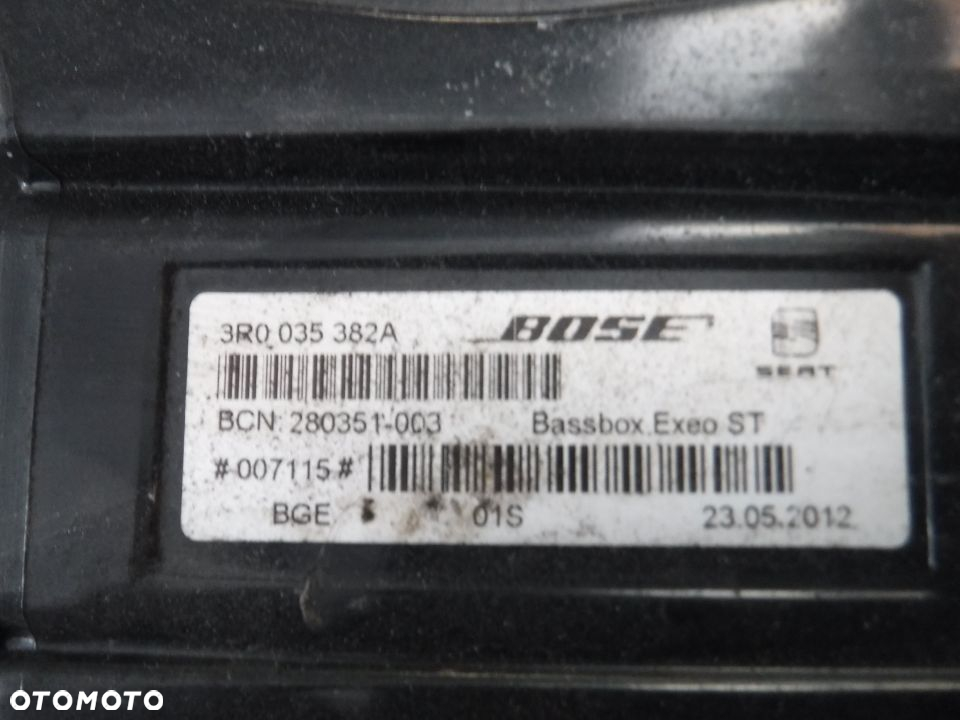 3R0 035 382A BOSE
SEAT
BCN: 280351-003 Bassbox Exeo ST
# 007115 #
BGE 01S 23.05.2012
OTOMOTO